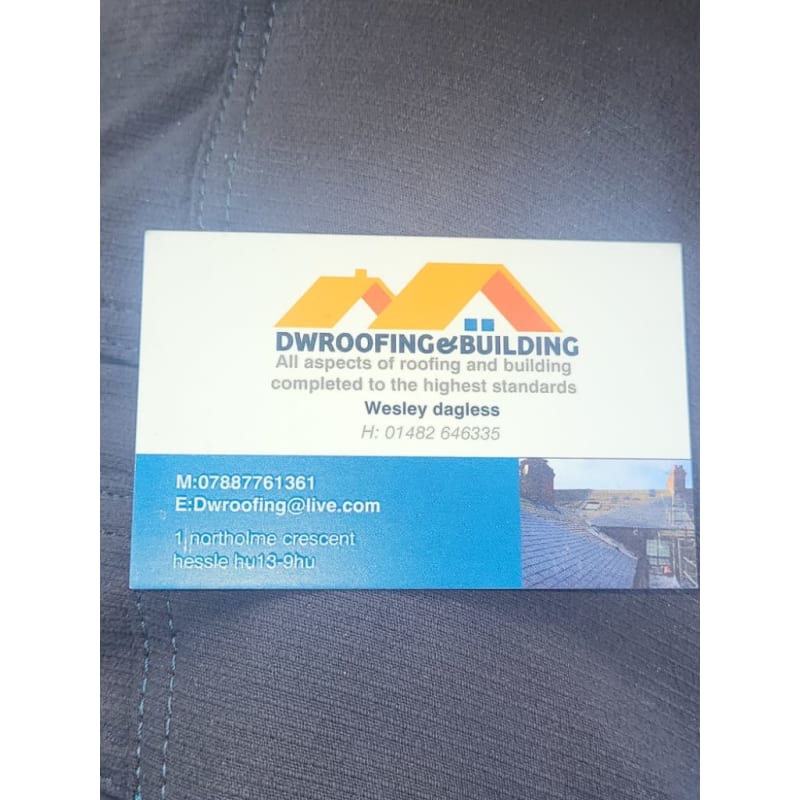 DWROOFING&BUILDING
All aspects of roofing and building
completed to the highest standards
Wesley dagless
H: 01482 646335
M:07887761361
E:Dwroofing@live.com
1 northolme crescent
hessle hu13-9hu